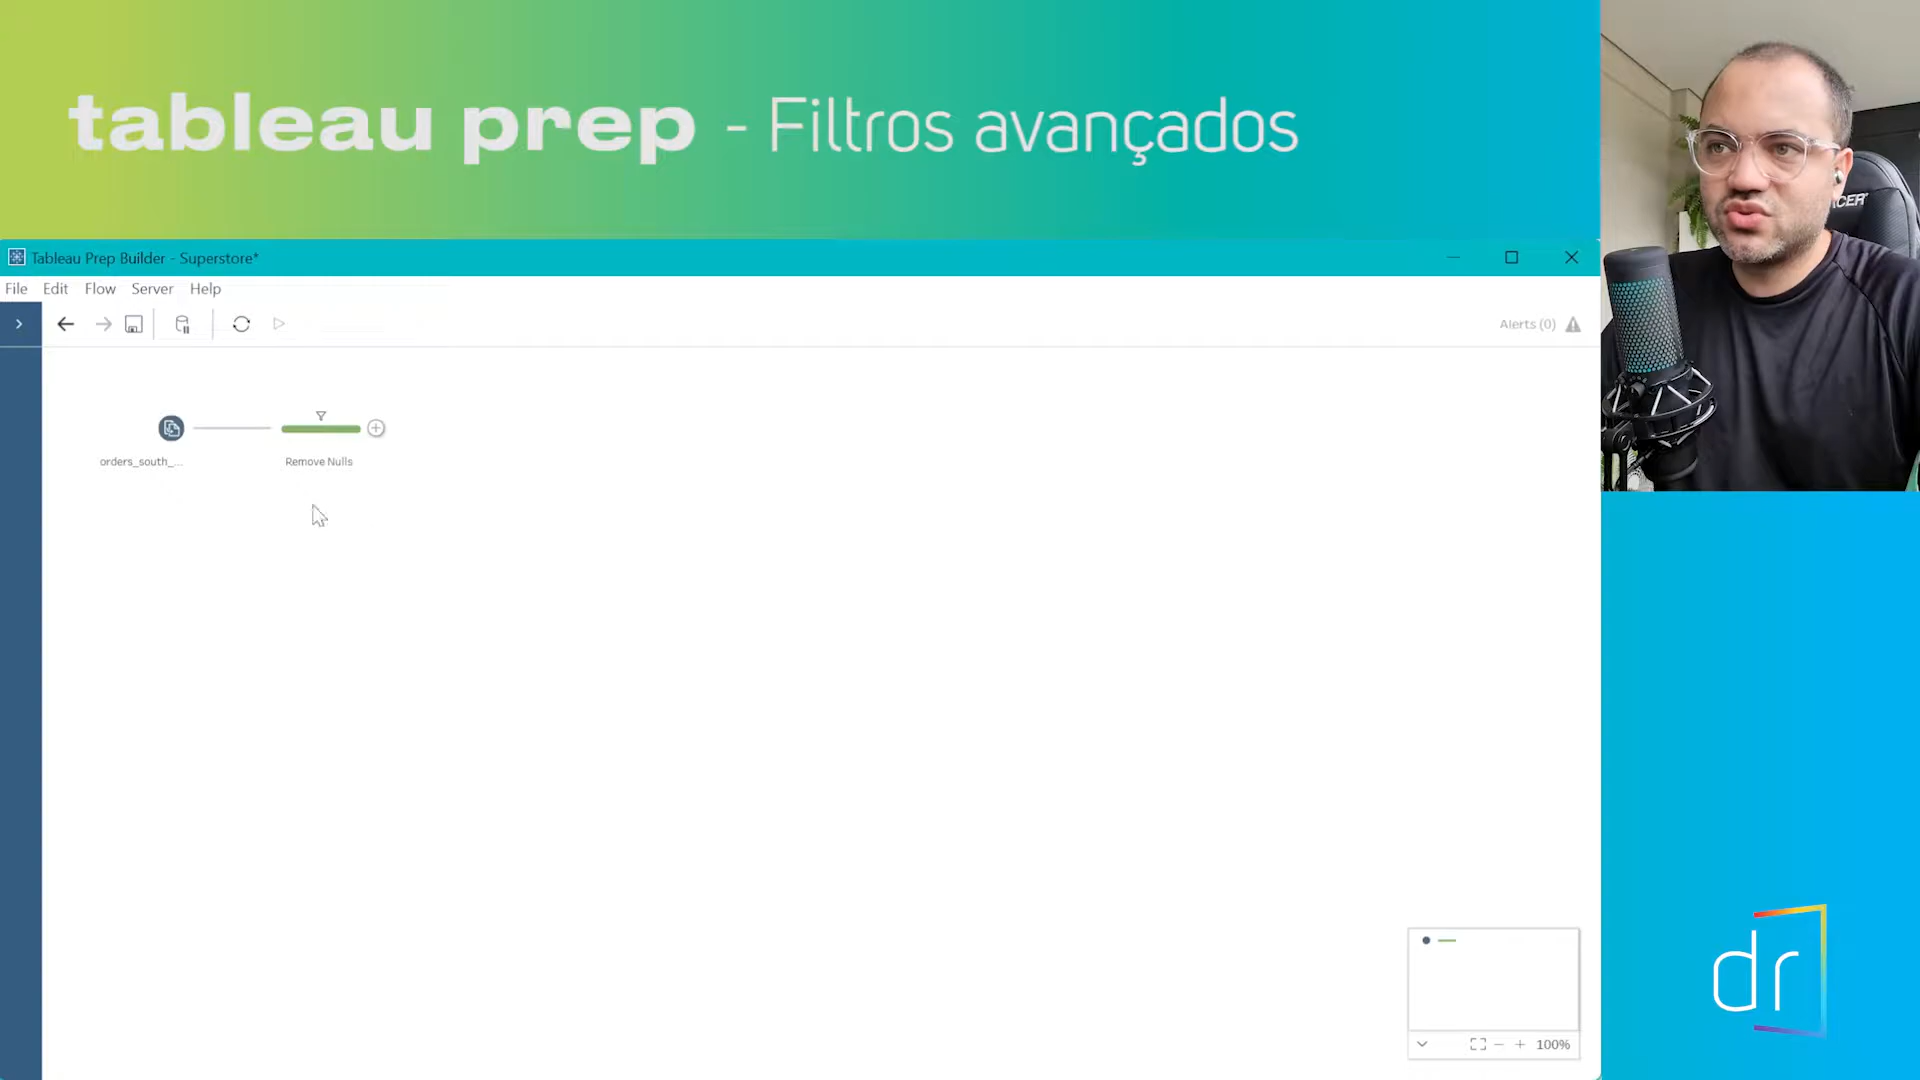 tableau prep - Filtros avançados
Tableau Prep Builder - Superstore*
File Edit Flow Server Help
Alerts (0)
orders_south_...
Remove Nulls
100%
dr